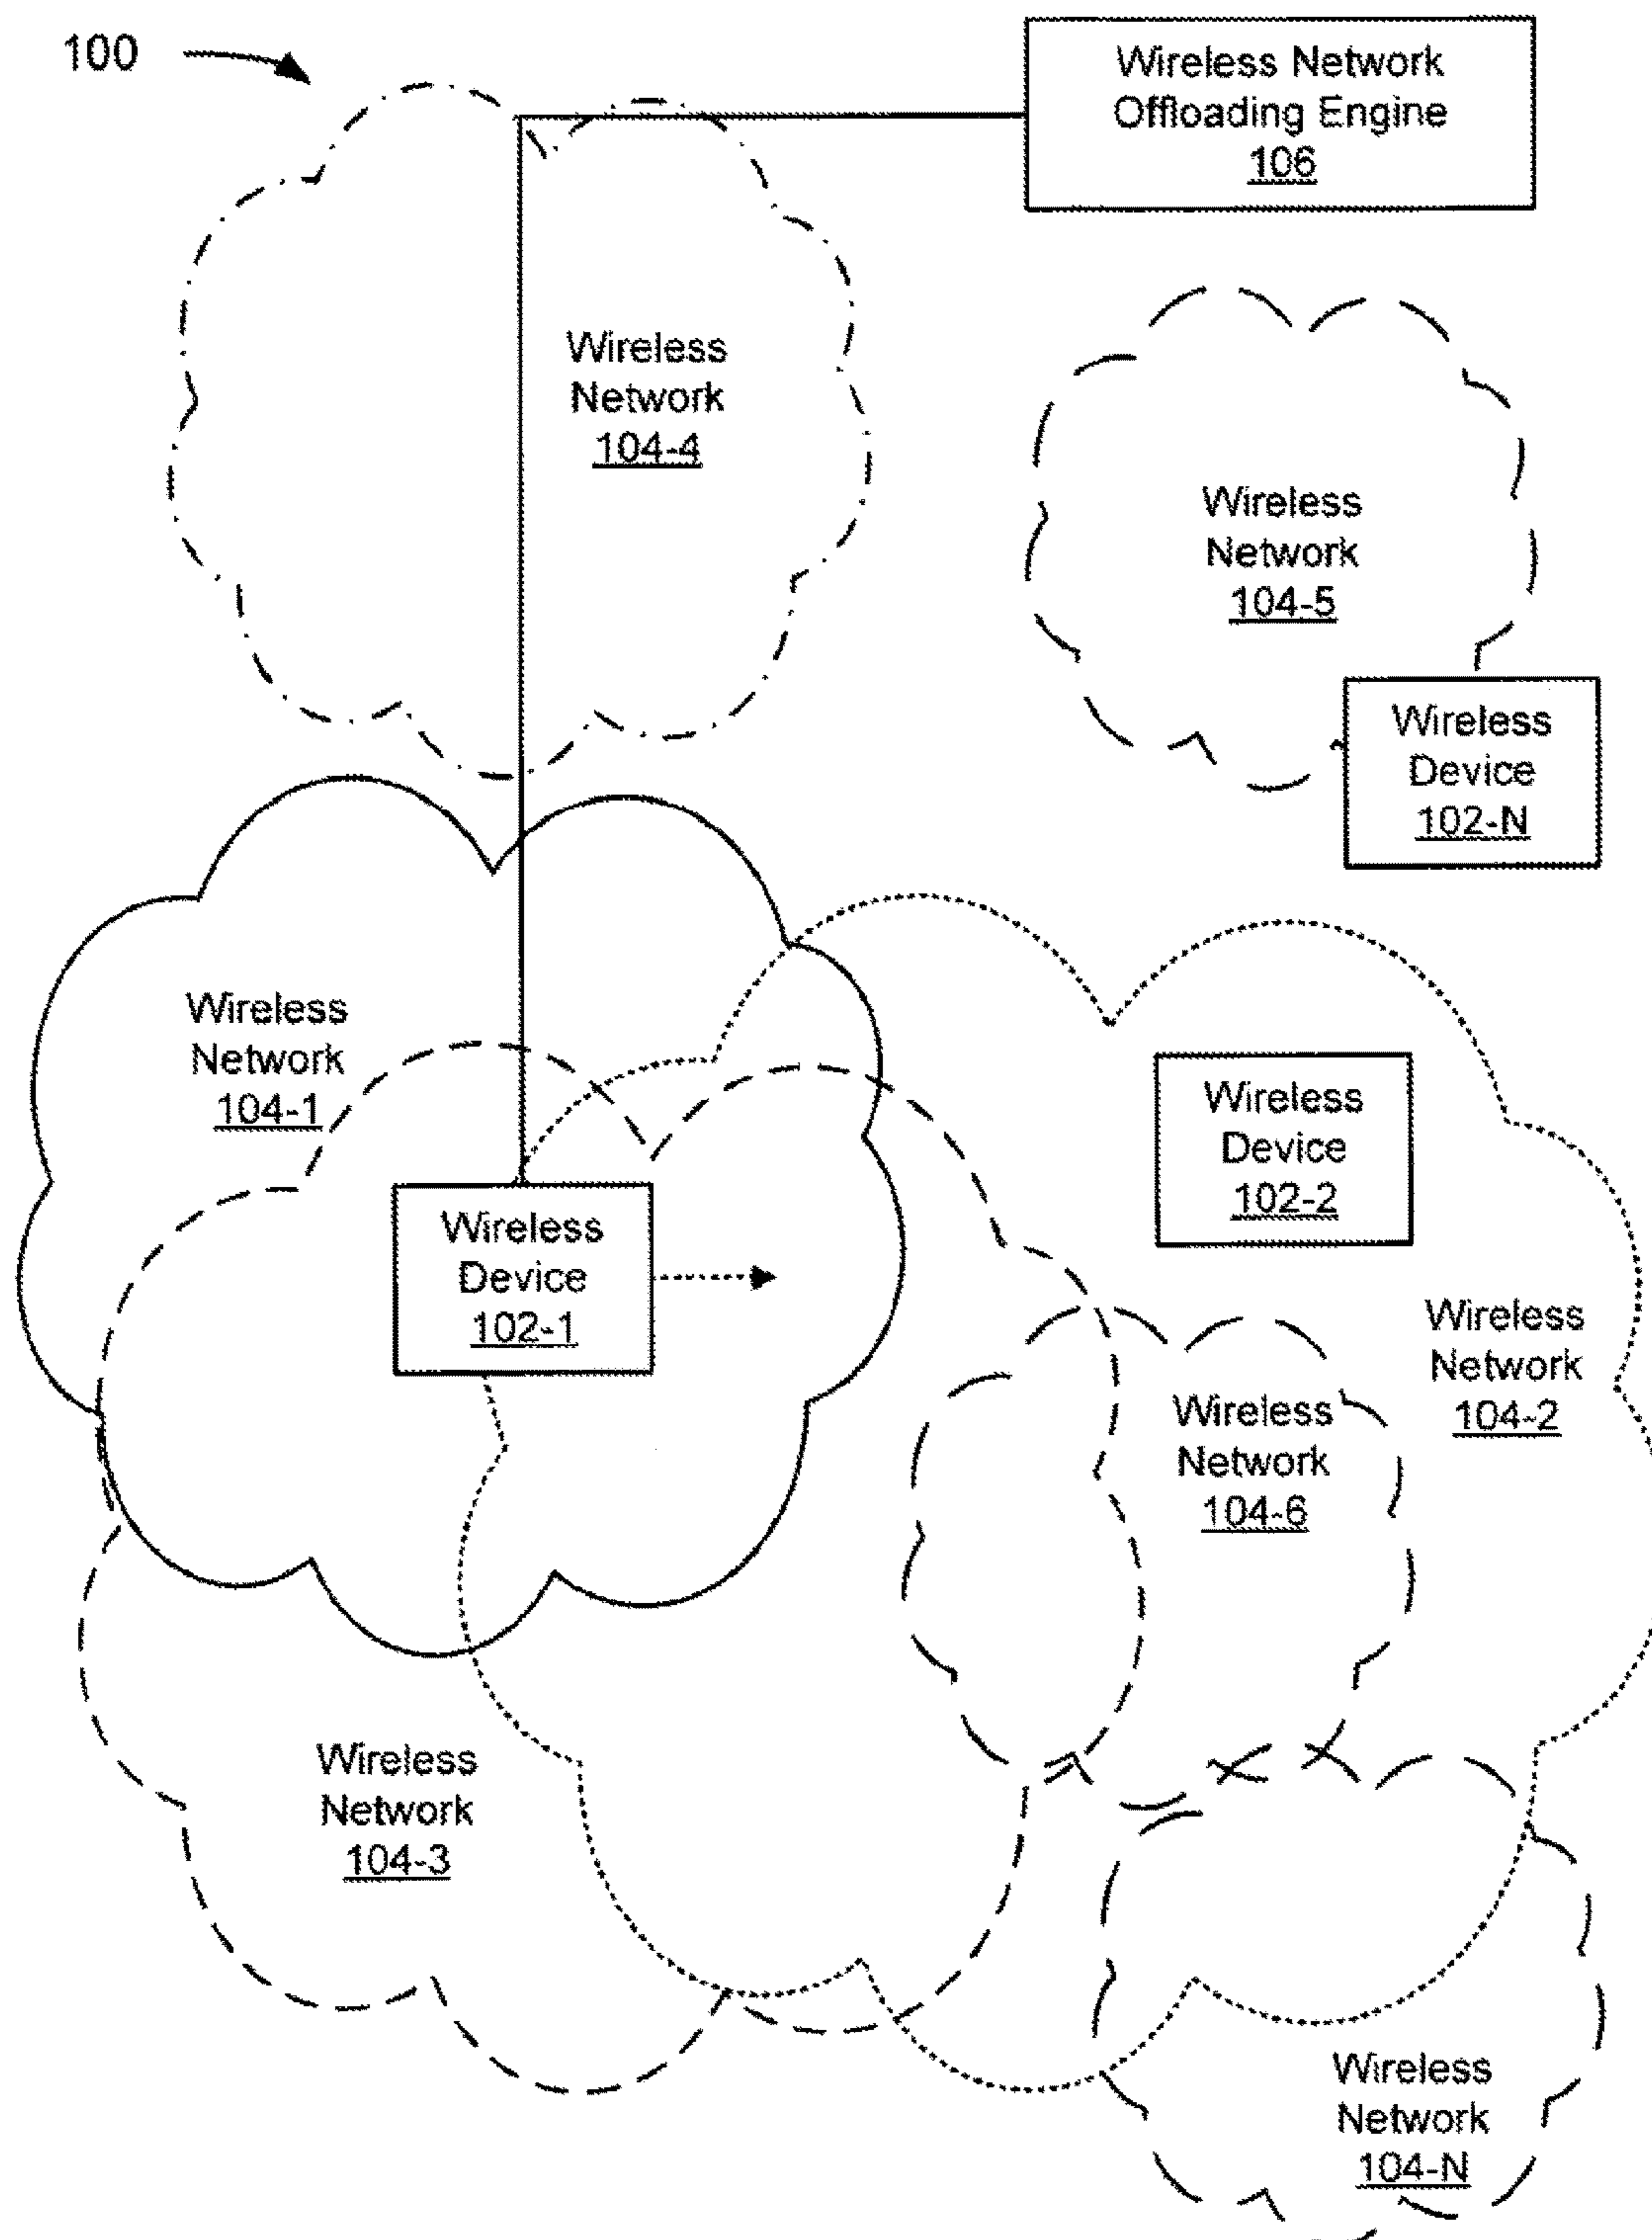 100
Wireless Network
Offloading Engine
106
Wireless
Network
104-4
Wireless
Network
104-5
Wireless
Device
102-N
Wireless
Network
104-1
Wireless
Device
102-2
Wireless
Device
102-1
Wireless
Network
104-2
Wireless
Network
104-6
Wireless
Network
104-3
Wireless
Network
104-N